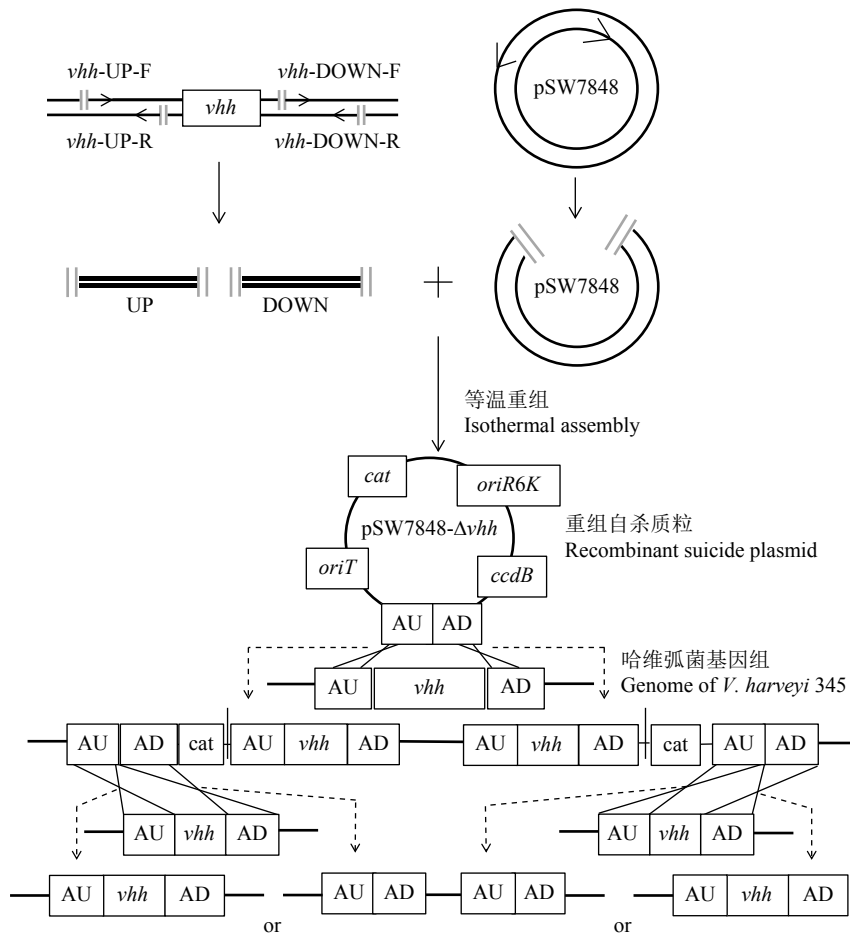 vhh-UP-F
vhh-DOWN-F
vhh
vhh-UP-R
vhh-DOWN-R
pSW7848
UP
DOWN
+
pSW7848
等温重组
Isothermal assembly
cat
oriR6K
pSW7848-Δvhh
oriT
ccdB
重组自杀质粒
Recombinant suicide plasmid
AU AD
哈维弧菌基因组
Genome of V. harveyi 345
AU vhh AD
AU AD cat AU vhh AD
AU vhh AD cat AU AD
AU vhh AD
AU vhh AD
AU vhh AD
or
AU AD
AU AD
or
AU vhh AD